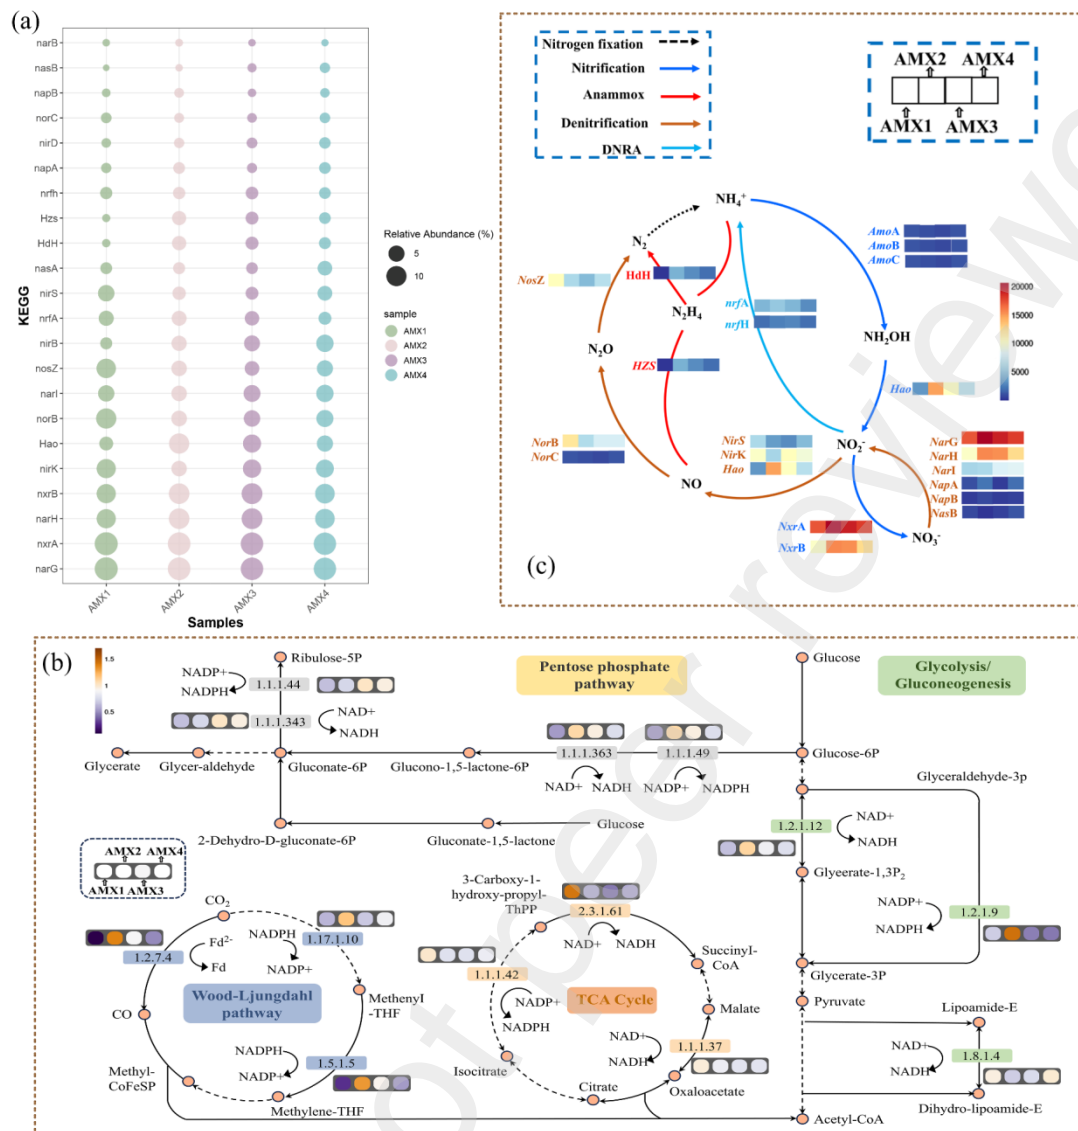 (a)
narB
nasB
napB
norC
nirD
napA
nrfh
Hzs
HdH
nasA
nirS
nrfA
nirB
nosZ
narI
norB
Hao
nirK
nxrB
narH
nxrA
narG
KEGG
AMX1
AMX2
AMX3
AMX4
Samples
Relative Abundance (%)
5
10
sample
AMX1
AMX2
AMX3
AMX4
Nitrogen fixation
Nitrification
Anammox
Denitrification
DNRA
AMX2 AMX4
AMX1 AMX3
NH₄⁺
N₂
NosZ
HdH
N₂H₄
N₂O
HZS
nrfA
nrfH
AmoA
AmoB
AmoC
NH₂OH
Hao
20000
15000
10000
5000
NorB
NorC
NO
NirS
NirK
Hao
NO₂⁻
NarG
NarH
NarI
NapA
NapB
NasB
NxrA
NxrB
NO₃⁻
(c)
(b)
1.5
1
0.5
Ribulose-5P
NADP+
NADPH
1.1.1.44
1.1.1.343
NAD+
NADH
Pentose phosphate
pathway
Glucose
Glycolysis/
Gluconeogenesis
Glycerate
Glycer-aldehyde
Gluconate-6P
Glucono-1,5-lactone-6P
1.1.1.363
1.1.1.49
NAD+
NADH
NADP+
NADPH
Glucose-6P
Glyceraldehyde-3p
2-Dehydro-D-gluconate-6P
Gluconate-1,5-lactone
Glucose
1.2.1.12
NAD+
NADH
Glyeerate-1,3P₂
NADP+
NADPH
1.2.1.9
Glycerate-3P
Pyruvate
Lipoamide-E
NAD+
NADH
1.8.1.4
Dihydro-lipoamide-E
Acetyl-CoA
AMX2 AMX4
AMX1 AMX3
CO₂
1.2.7.4
Fd²⁻
Fd
NADPH
NADP+
1.17.1.10
Wood-Ljungdahl
pathway
Methenyl
-THF
CO
NADPH
NADP+
1.5.1.5
Methyl-
CoFeSP
Methylene-THF
3-Carboxy-1-
hydroxy-propyl-
ThPP
2.3.1.61
NAD+
NADH
Succinyl-
CoA
1.1.1.42
NADP+
NADPH
TCA Cycle
Malate
NAD+
NADH
1.1.1.37
Isocitrate
Citrate
Oxaloacetate
ot peer reviewe